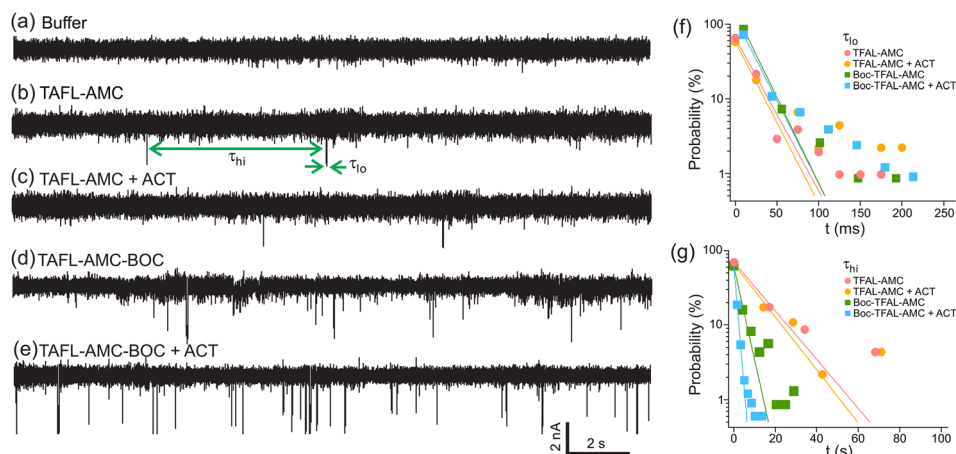 (a) Buffer
(b) TAFL-AMC
τhi
τlo
(c) TAFL-AMC + ACT
(d) TAFL-AMC-BOC
(e) TAFL-AMC-BOC + ACT
2 nA
2 s
(f)
τlo
TFAL-AMC
TFAL-AMC + ACT
Boc-TFAL-AMC
Boc-TFAL-AMC + ACT
Probability (%)
100
10
1
0 50 100 150 200 250
t (ms)
(g)
τhi
TFAL-AMC
TFAL-AMC + ACT
Boc-TFAL-AMC
Boc-TFAL-AMC + ACT
Probability (%)
100
10
1
0 20 40 60 80 100
t (s)